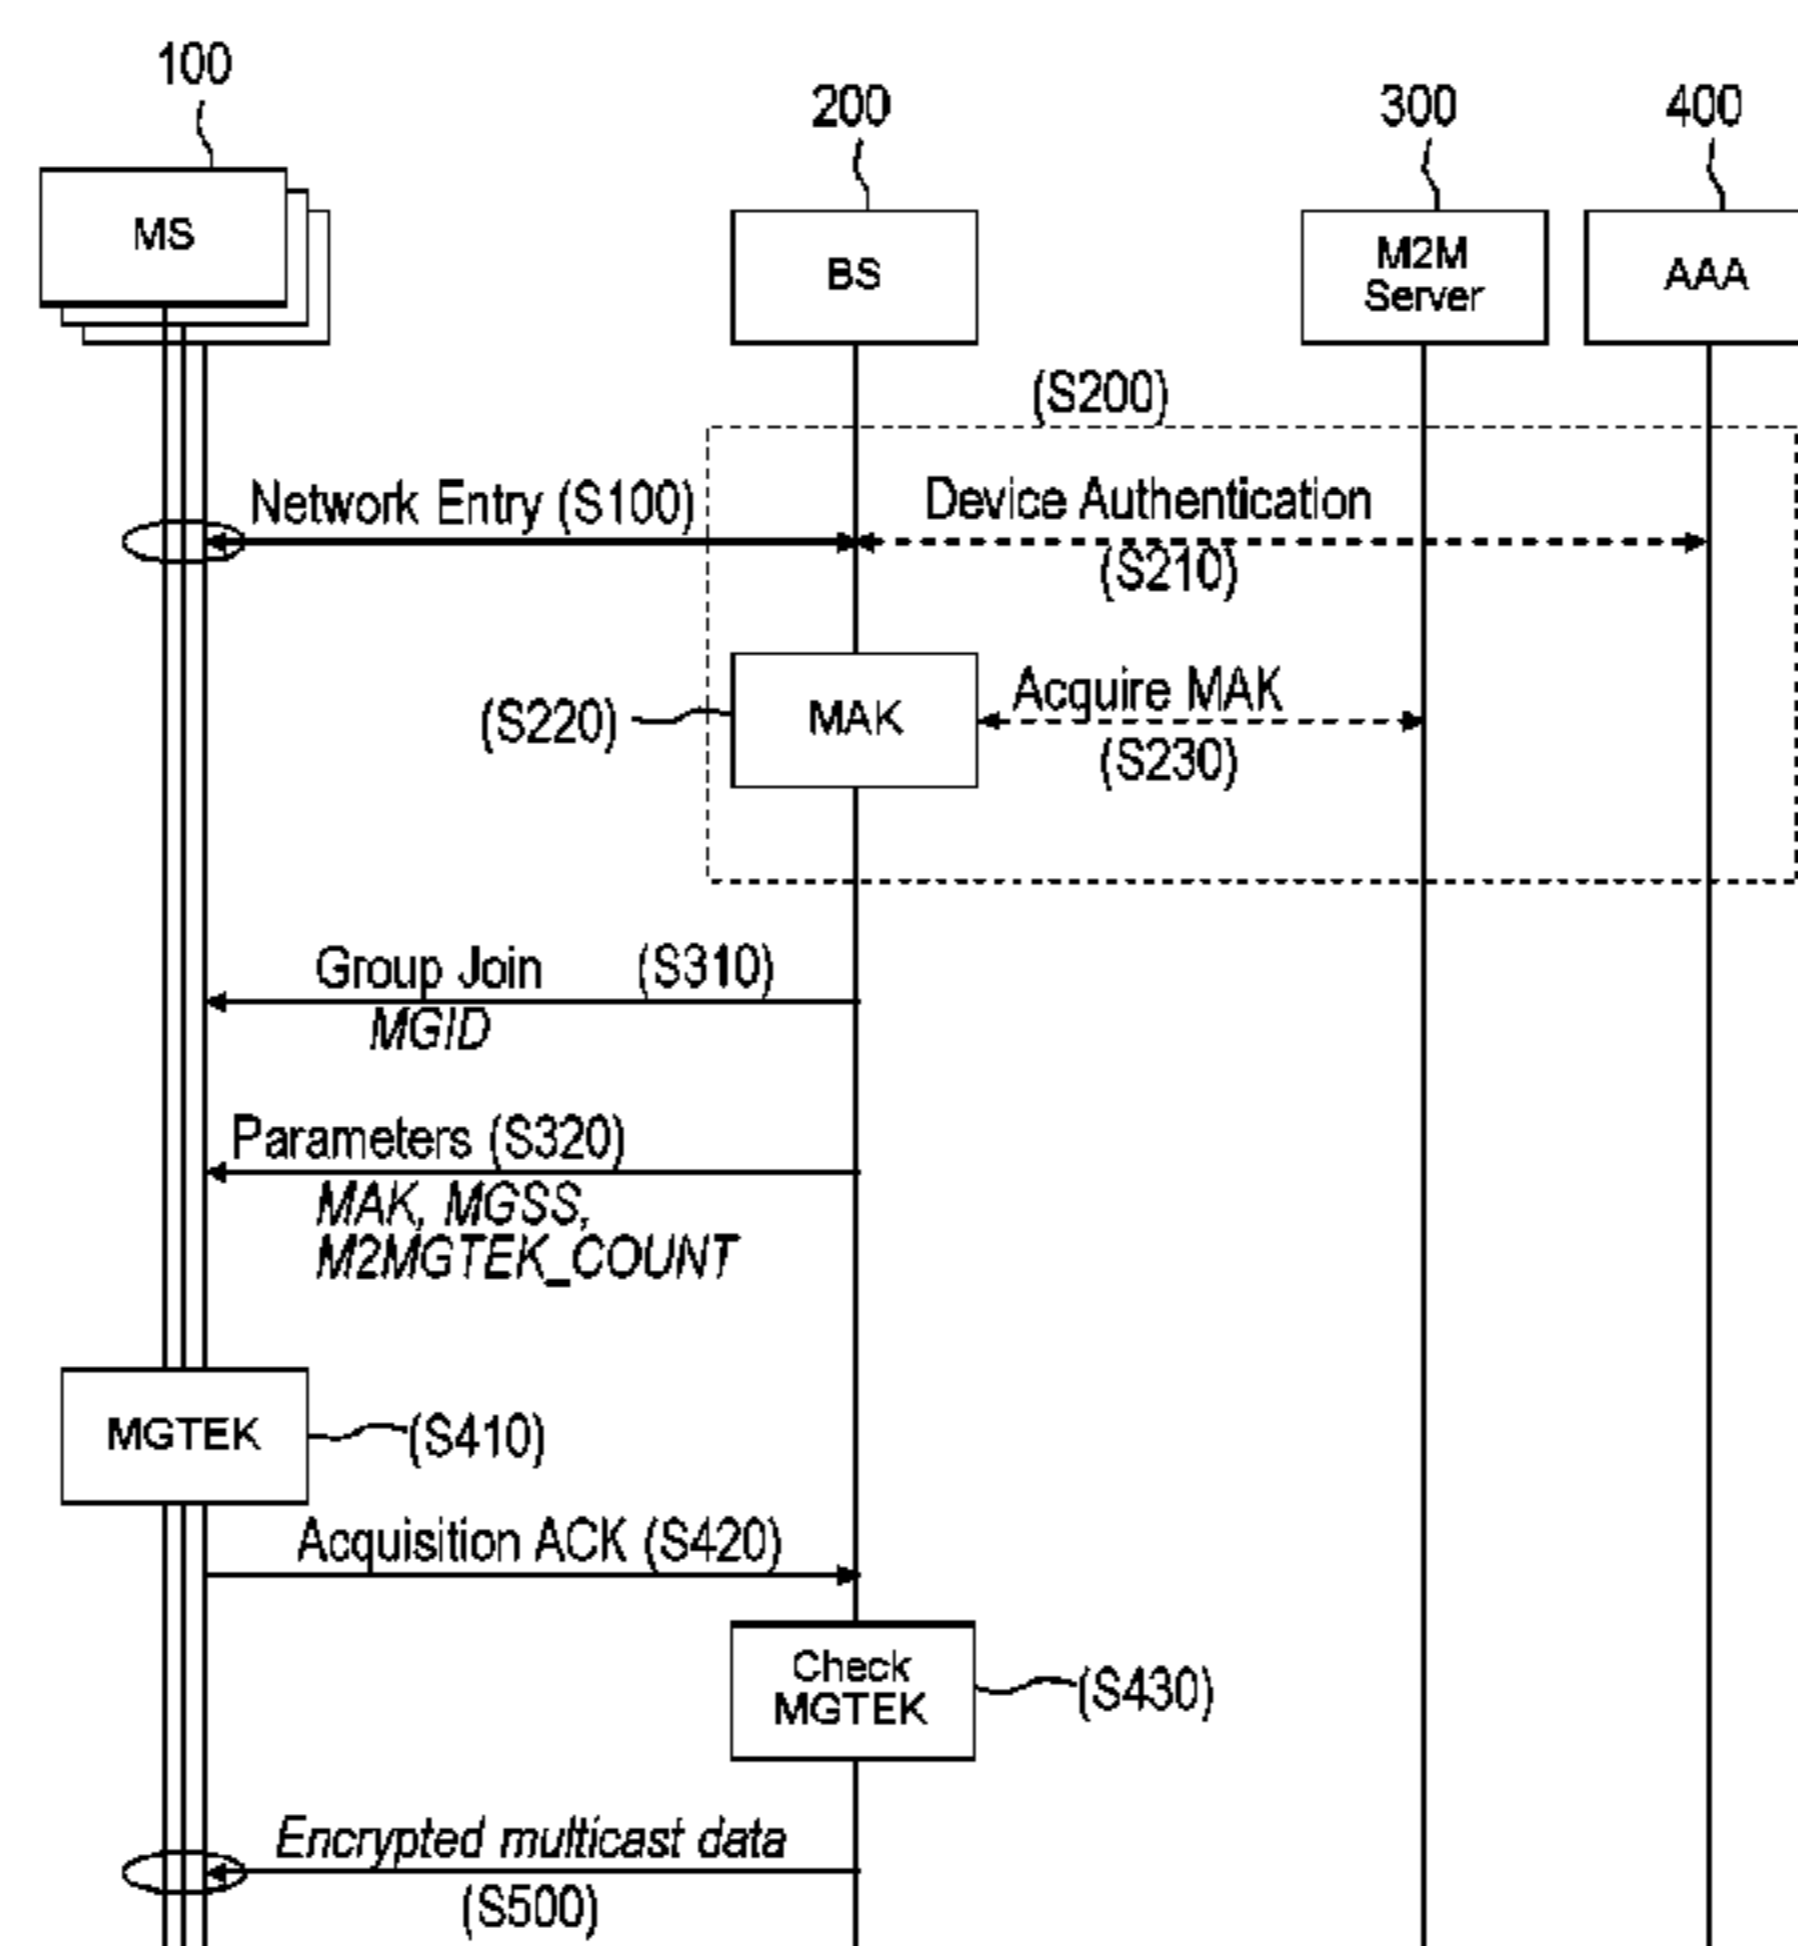 100
200
300
400
MS
BS
M2M
Server
AAA
(S200)
Network Entry (S100)
Device Authentication
(S210)
(S220)
MAK
Acquire MAK
(S230)
Group Join (S310)
MGID
Parameters (S320)
MAK, MGSS,
M2MGTEK_COUNT
MGTEK
(S410)
Acquisition ACK (S420)
Check
MGTEK
(S430)
Encrypted multicast data
(S500)